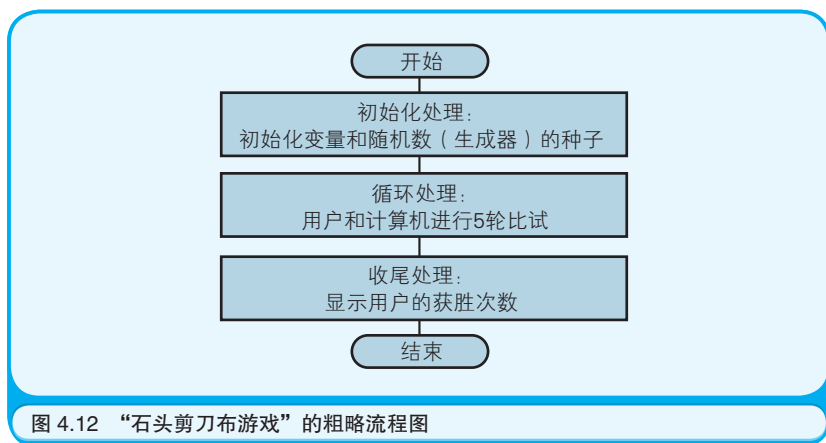 开始
初始化处理：
初始化变量和随机数（生成器）的种子
循环处理：
用户和计算机进行5轮比试
收尾处理：
显示用户的获胜次数
结束
图 4.12 “石头剪刀布游戏”的粗略流程图